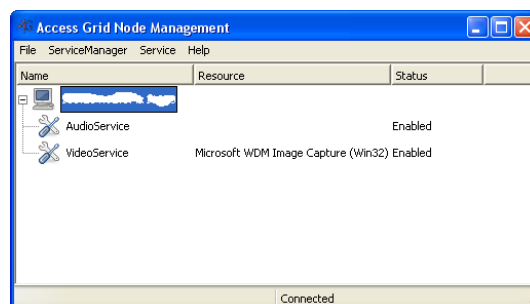 Access Grid Node Management
File ServiceManager Service Help
Name Resource Status
AudioService Enabled
VideoService Microsoft WDM Image Capture (Win32) Enabled
Connected